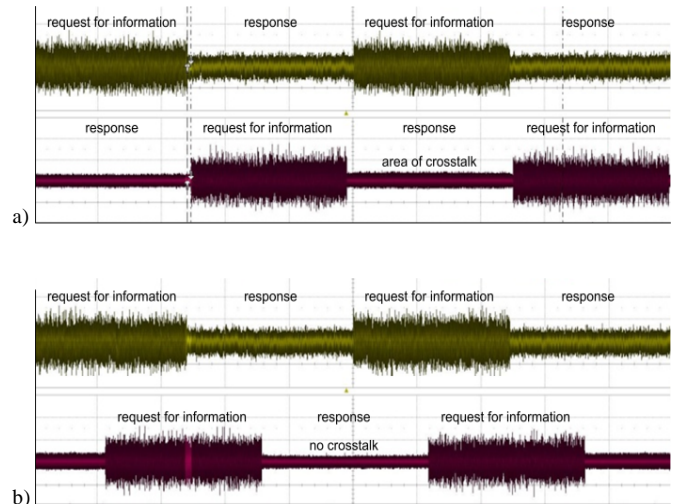 request for information response request for information response
response request for information response request for information
area of crosstalk
a)
request for information response request for information response
request for information response request for information
no crosstalk
b)